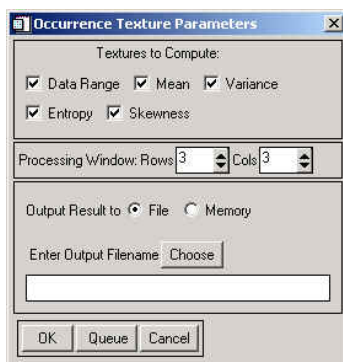 Occurrence Texture Parameters
Textures to Compute:
Data Range Mean Variance
Entropy Skewness
Processing Window: Rows 3 Cols 3
Output Result to File Memory
Enter Output Filename Choose
OK Queue Cancel